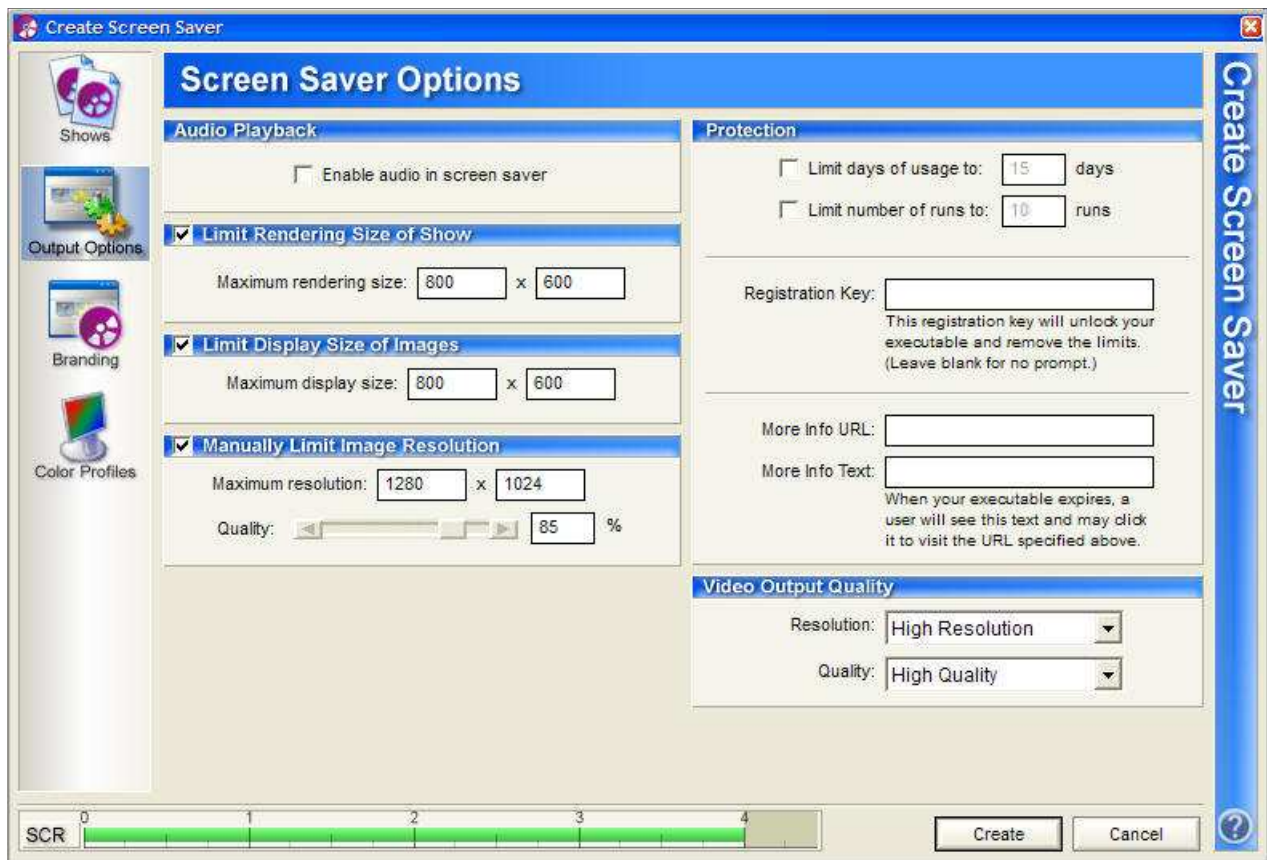 Create Screen Saver
Shows
Output Options
Branding
Color Profiles
Screen Saver Options
Audio Playback
Enable audio in screen saver
Limit Rendering Size of Show
Maximum rendering size: 800 x 600
Limit Display Size of Images
Maximum display size: 800 x 600
Manually Limit Image Resolution
Maximum resolution: 1280 x 1024
Quality: 85 %
Protection
Limit days of usage to: 15 days
Limit number of runs to: 10 runs
Registration Key:
This registration key will unlock your
executable and remove the limits.
(Leave blank for no prompt.)
More Info URL:
More Info Text:
When your executable expires, a
user will see this text and may click
it to visit the URL specified above.
Video Output Quality
Resolution: High Resolution
Quality: High Quality
Create Screen Saver
SCR 0 1 2 3 4
Create Cancel ?